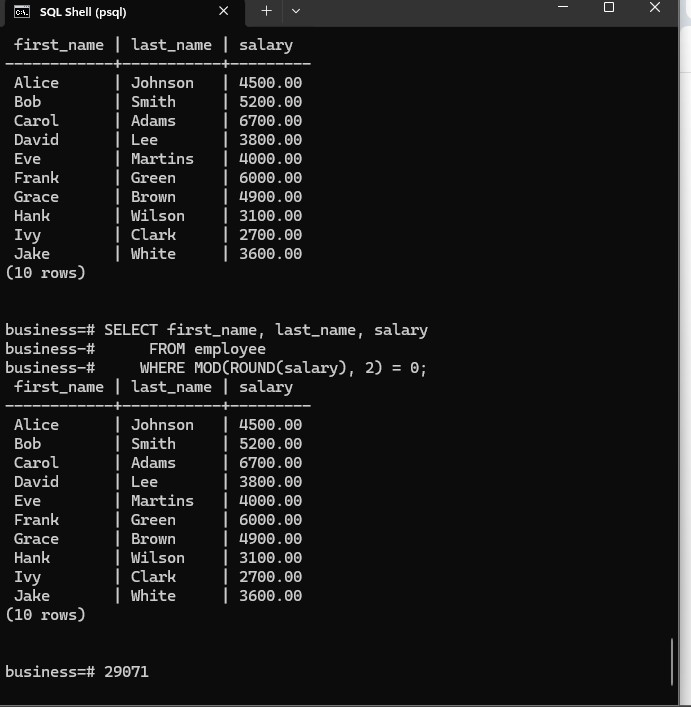 SQL Shell (psql)
first_name | last_name | salary
------------+-----------+---------
Alice | Johnson | 4500.00
Bob | Smith | 5200.00
Carol | Adams | 6700.00
David | Lee | 3800.00
Eve | Martins | 4000.00
Frank | Green | 6000.00
Grace | Brown | 4900.00
Hank | Wilson | 3100.00
Ivy | Clark | 2700.00
Jake | White | 3600.00
(10 rows)
business=# SELECT first_name, last_name, salary
business-# FROM employee
business-# WHERE MOD(ROUND(salary), 2) = 0;
first_name | last_name | salary
------------+-----------+---------
Alice | Johnson | 4500.00
Bob | Smith | 5200.00
Carol | Adams | 6700.00
David | Lee | 3800.00
Eve | Martins | 4000.00
Frank | Green | 6000.00
Grace | Brown | 4900.00
Hank | Wilson | 3100.00
Ivy | Clark | 2700.00
Jake | White | 3600.00
(10 rows)
business=# 29071